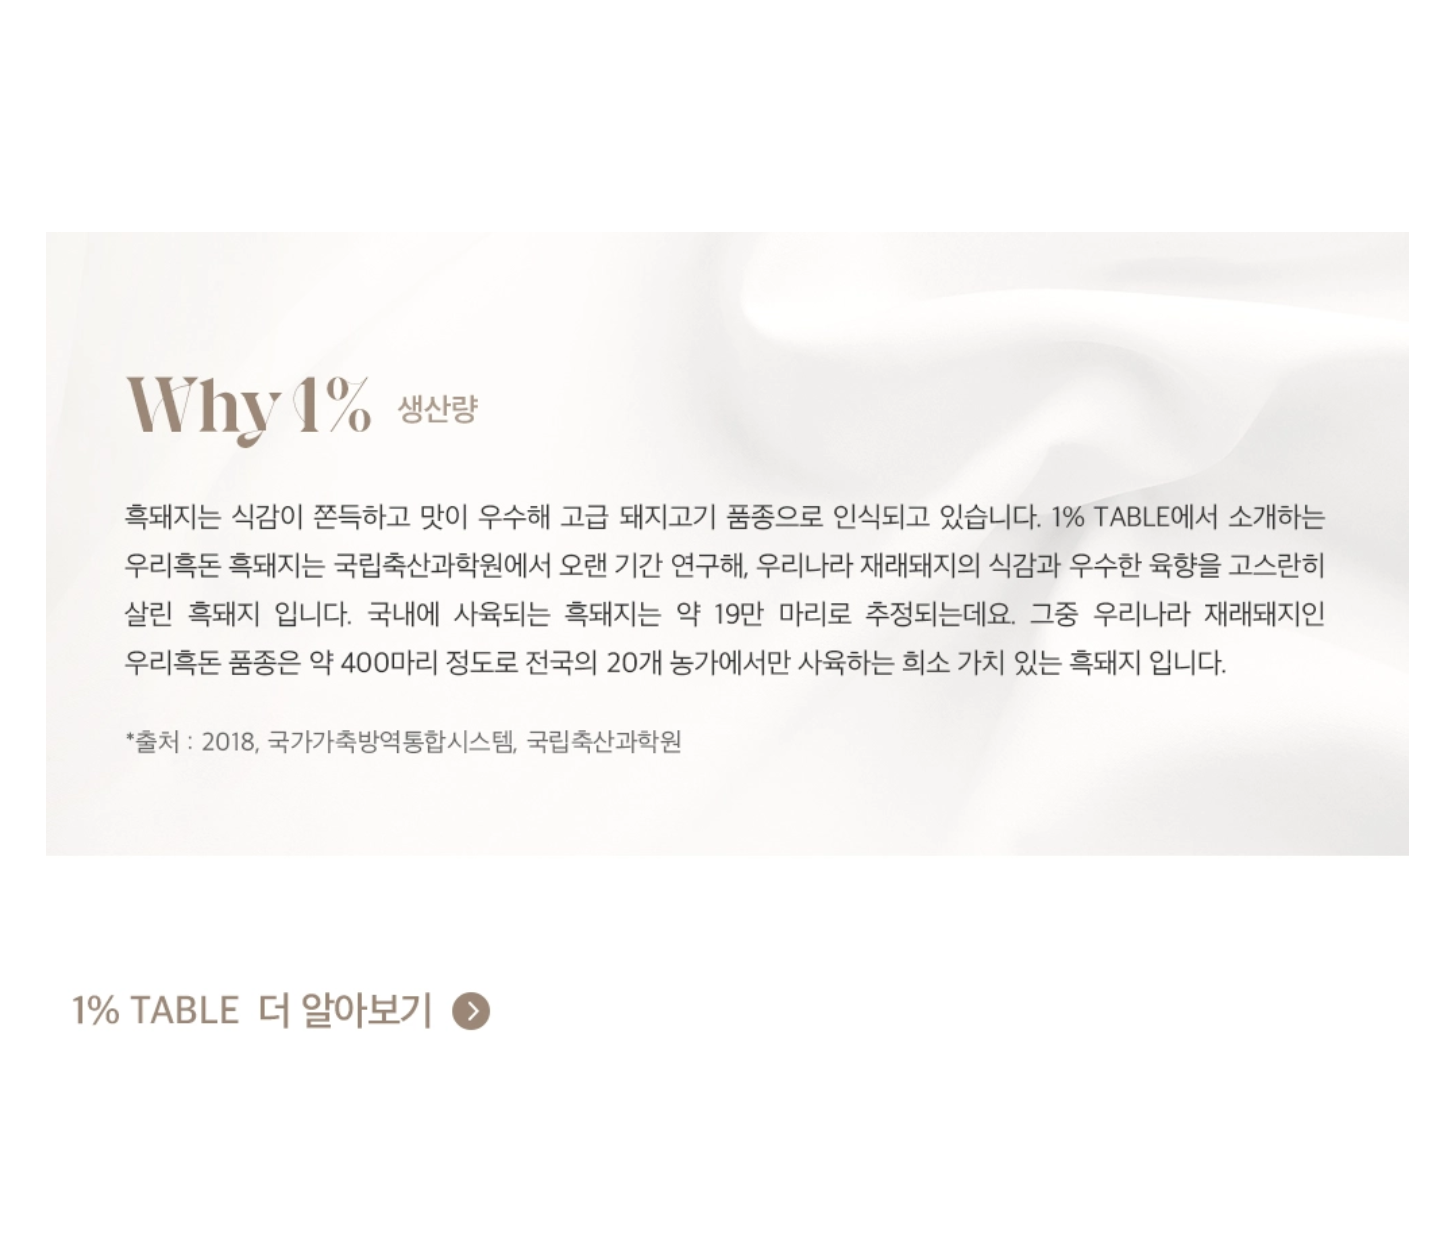 Why 1% 생산량
흑돼지는 식감이 쫀득하고 맛이 우수해 고급 돼지고기 품종으로 인식되고 있습니다. 1% TABLE에서 소개하는
우리흑돈 흑돼지는 국립축산과학원에서 오랜 기간 연구해, 우리나라 재래돼지의 식감과 우수한 육향을 고스란히
살린 흑돼지 입니다. 국내에 사육되는 흑돼지는 약 19만 마리로 추정되는데요. 그중 우리나라 재래돼지인
우리흑돈 품종은 약 400마리 정도로 전국의 20개 농가에서만 사육하는 희소 가치 있는 흑돼지 입니다.
*출처 : 2018, 국가가축방역통합시스템, 국립축산과학원
1% TABLE 더 알아보기